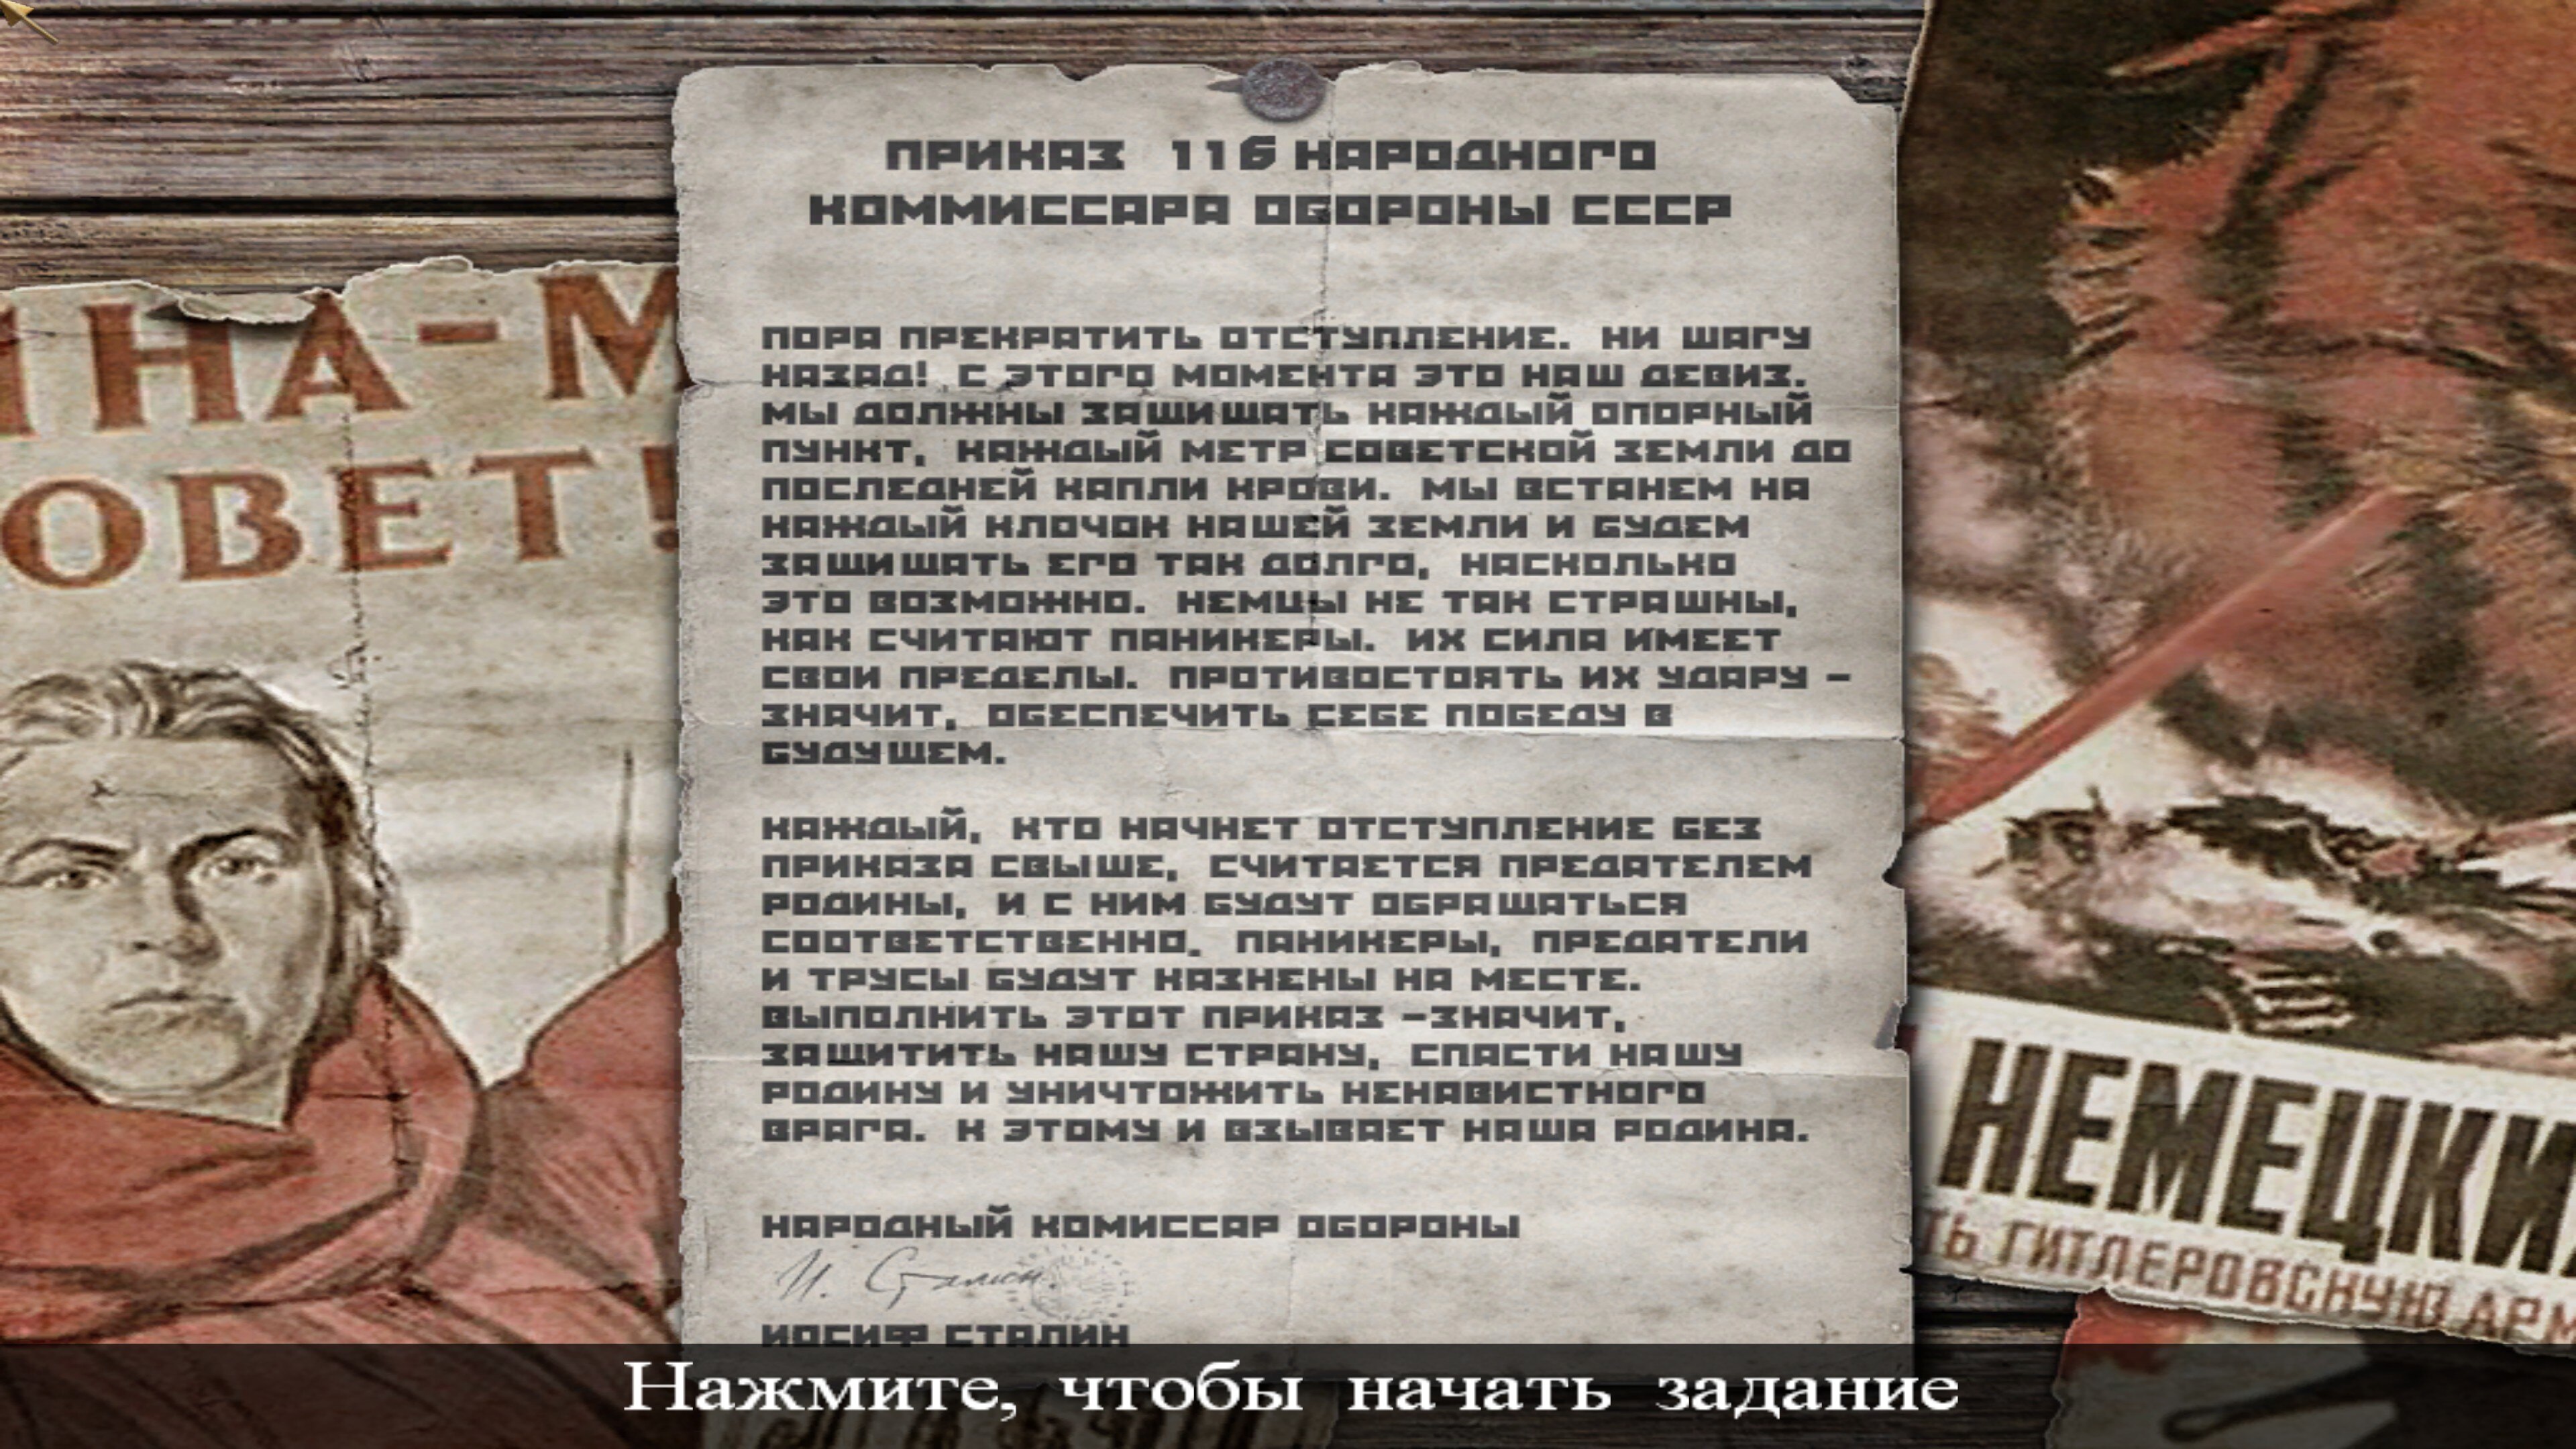 ПРИКАЗ 116 НАРОДНОГО
КОММИССАРА ОБОРОНЫ СССР
ПОРА ПРЕКРАТИТЬ ОТСТУПЛЕНИЕ. НИ ШАГУ
НАЗАД! С ЭТОГО МОМЕНТА ЭТО НАШ ДЕВИЗ.
МЫ ДОЛЖНЫ ЗАЩИЩАТЬ КАЖДЫЙ ОПОРНЫЙ
ПУНКТ, КАЖДЫЙ МЕТР СОВЕТСКОЙ ЗЕМЛИ ДО
ПОСЛЕДНЕЙ КАПЛИ КРОВИ. МЫ ВСТАНЕМ НА
КАЖДЫЙ КЛОЧОК НАШЕЙ ЗЕМЛИ И БУДЕМ
ЗАЩИЩАТЬ ЕГО ТАК ДОЛГО, НАСКОЛЬКО
ЭТО ВОЗМОЖНО. НЕМЦЫ НЕ ТАК СТРАШНЫ,
КАК СЧИТАЮТ ПАНИКЕРЫ. ИХ СИЛА ИМЕЕТ
СВОИ ПРЕДЕЛЫ. ПРОТИВОСТОЯТЬ ИХ УДАРУ -
ЗНАЧИТ, ОБЕСПЕЧИТЬ СЕБЕ ПОБЕДУ В
БУДУЩЕМ.
КАЖДЫЙ, КТО НАЧНЕТ ОТСТУПЛЕНИЕ БЕЗ
ПРИКАЗА СВЫШЕ, СЧИТАЕТСЯ ПРЕДАТЕЛЕМ
РОДИНЫ, И С НИМ БУДУТ ОБРАЩАТЬСЯ
СООТВЕТСТВЕННО. ПАНИКЕРЫ, ПРЕДАТЕЛИ
И ТРУСЫ БУДУТ КАЗНЕНЫ НА МЕСТЕ.
ВЫПОЛНИТЬ ЭТОТ ПРИКАЗ -ЗНАЧИТ,
ЗАЩИТИТЬ НАШУ СТРАНУ, СПАСТИ НАШУ
РОДИНУ И УНИЧТОЖИТЬ НЕНАВИСТНОГО
ВРАГА. К ЭТОМУ И ВЗЫВАЕТ НАША РОДИНА.
НАРОДНЫЙ КОМИССАР ОБОРОНЫ
И. Сталин
ИОСИФ СТАЛИН
ИНА-М
ОВЕТ!
НЕМЕЦКИ
ТЬ ГИТЛЕРОВСКУЮ АРМ
Нажмите, чтобы начать задание